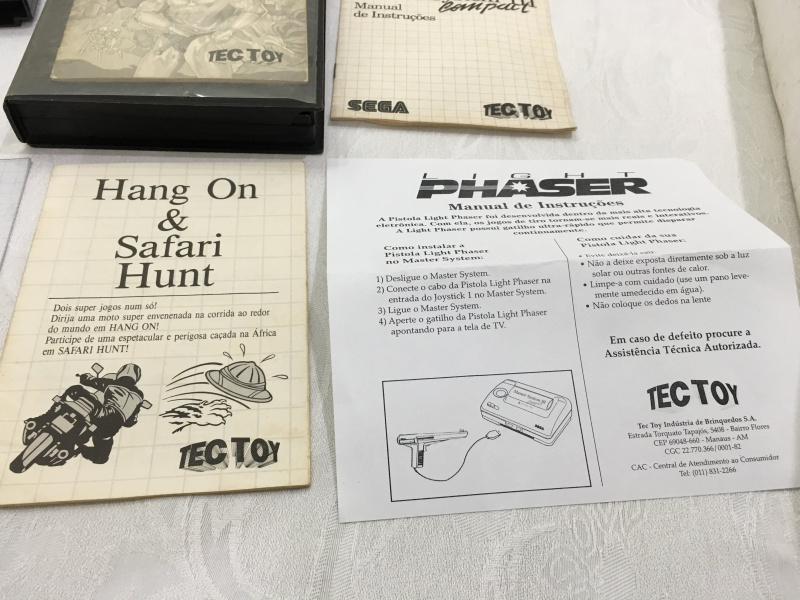 TEC TOY
Manual
de Instruções
compact
SEGA
TEC TOY
Hang On
&
Safari
Hunt
Dois super jogos num só!
Dirija uma moto super envenenada na corrida ao redor
do mundo em HANG ON!
Participe de uma espetacular e perigosa caçada na África
em SAFARI HUNT!
TEC TOY
LIGHT
PHASER
Manual de Instruções
A Pistola Light Phaser foi desenvolvida dentro da mais alta tecnologia
eletrônica. Com ela, os jogos de tiro tornam-se mais reais e interativos.
A Light Phaser possui gatilho ultra-rápido que permite disparar
continuamente.
Como instalar a
Pistola Light Phaser
no Master System:
1) Desligue o Master System.
2) Conecte o cabo da Pistola Light Phaser na
entrada do Joystick 1 no Master System.
3) Ligue o Master System.
4) Aperte o gatilho da Pistola Light Phaser
apontando para a tela de TV.
Master System III
SEGA
Como cuidar da sua
Pistola Light Phaser:
• Evite deixá-la cair.
• Não a deixe exposta diretamente sob a luz
solar ou outras fontes de calor.
• Limpe-a com cuidado (use um pano leve-
mente umedecido em água).
• Não coloque os dedos na lente
Em caso de defeito procure a
Assistência Técnica Autorizada.
TEC TOY
Tec Toy Indústria de Brinquedos S.A.
Estrada Torquato Tapajós, 5408 - Bairro Flores
CEP 69048-660 - Manaus - AM
CGC 22.770.366/0001-82
CAC - Central de Atendimento ao Consumidor
Tel: (011) 831-2266